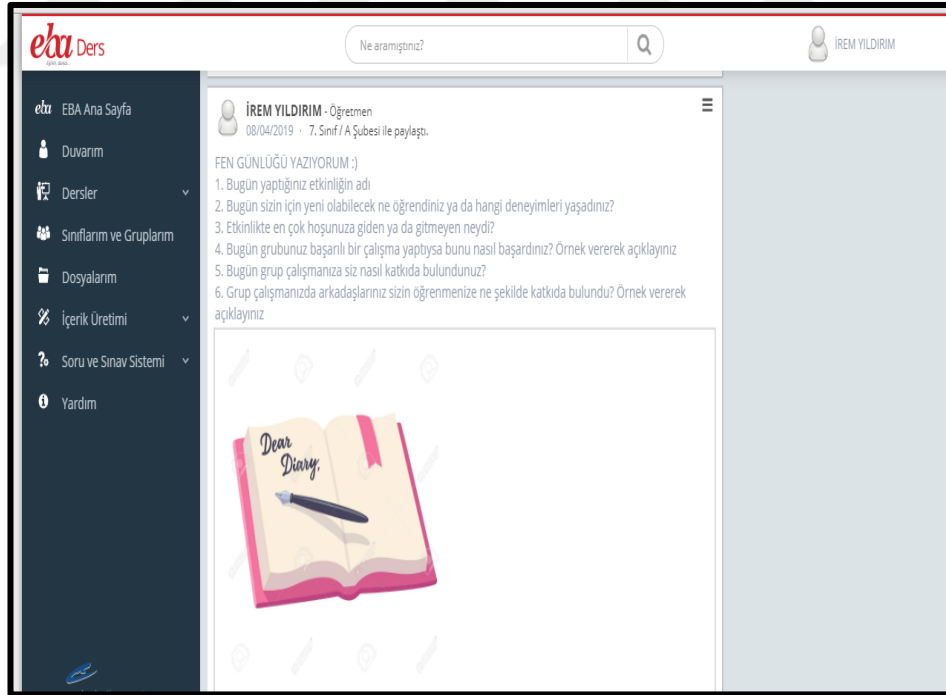 eba Ders
Ne aramıştınız?
İREM YILDIRIM
eba EBA Ana Sayfa
Duvarım
Dersler
Sınıflarım ve Gruplarım
Dosyalarım
İçerik Üretimi
Soru ve Sınav Sistemi
Yardım
İREM YILDIRIM - Öğretmen
08/04/2019 · 7. Sınıf / A Şubesi ile paylaştı.
FEN GÜNLÜĞÜ YAZIYORUM :)
1. Bugün yaptığınız etkinliğin adı
2. Bugün sizin için yeni olabilecek ne öğrendiniz ya da hangi deneyimleri yaşadınız?
3. Etkinlikte en çok hoşunuza giden ya da gitmeyen neydi?
4. Bugün grubunuz başarılı bir çalışma yaptıysa bunu nasıl başardınız? Örnek vererek açıklayınız
5. Bugün grup çalışmanıza siz nasıl katkıda bulundunuz?
6. Grup çalışmanızda arkadaşlarınız sizin öğrenmenize ne şekilde katkıda bulundu? Örnek vererek
açıklayınız
Dear
Diary,